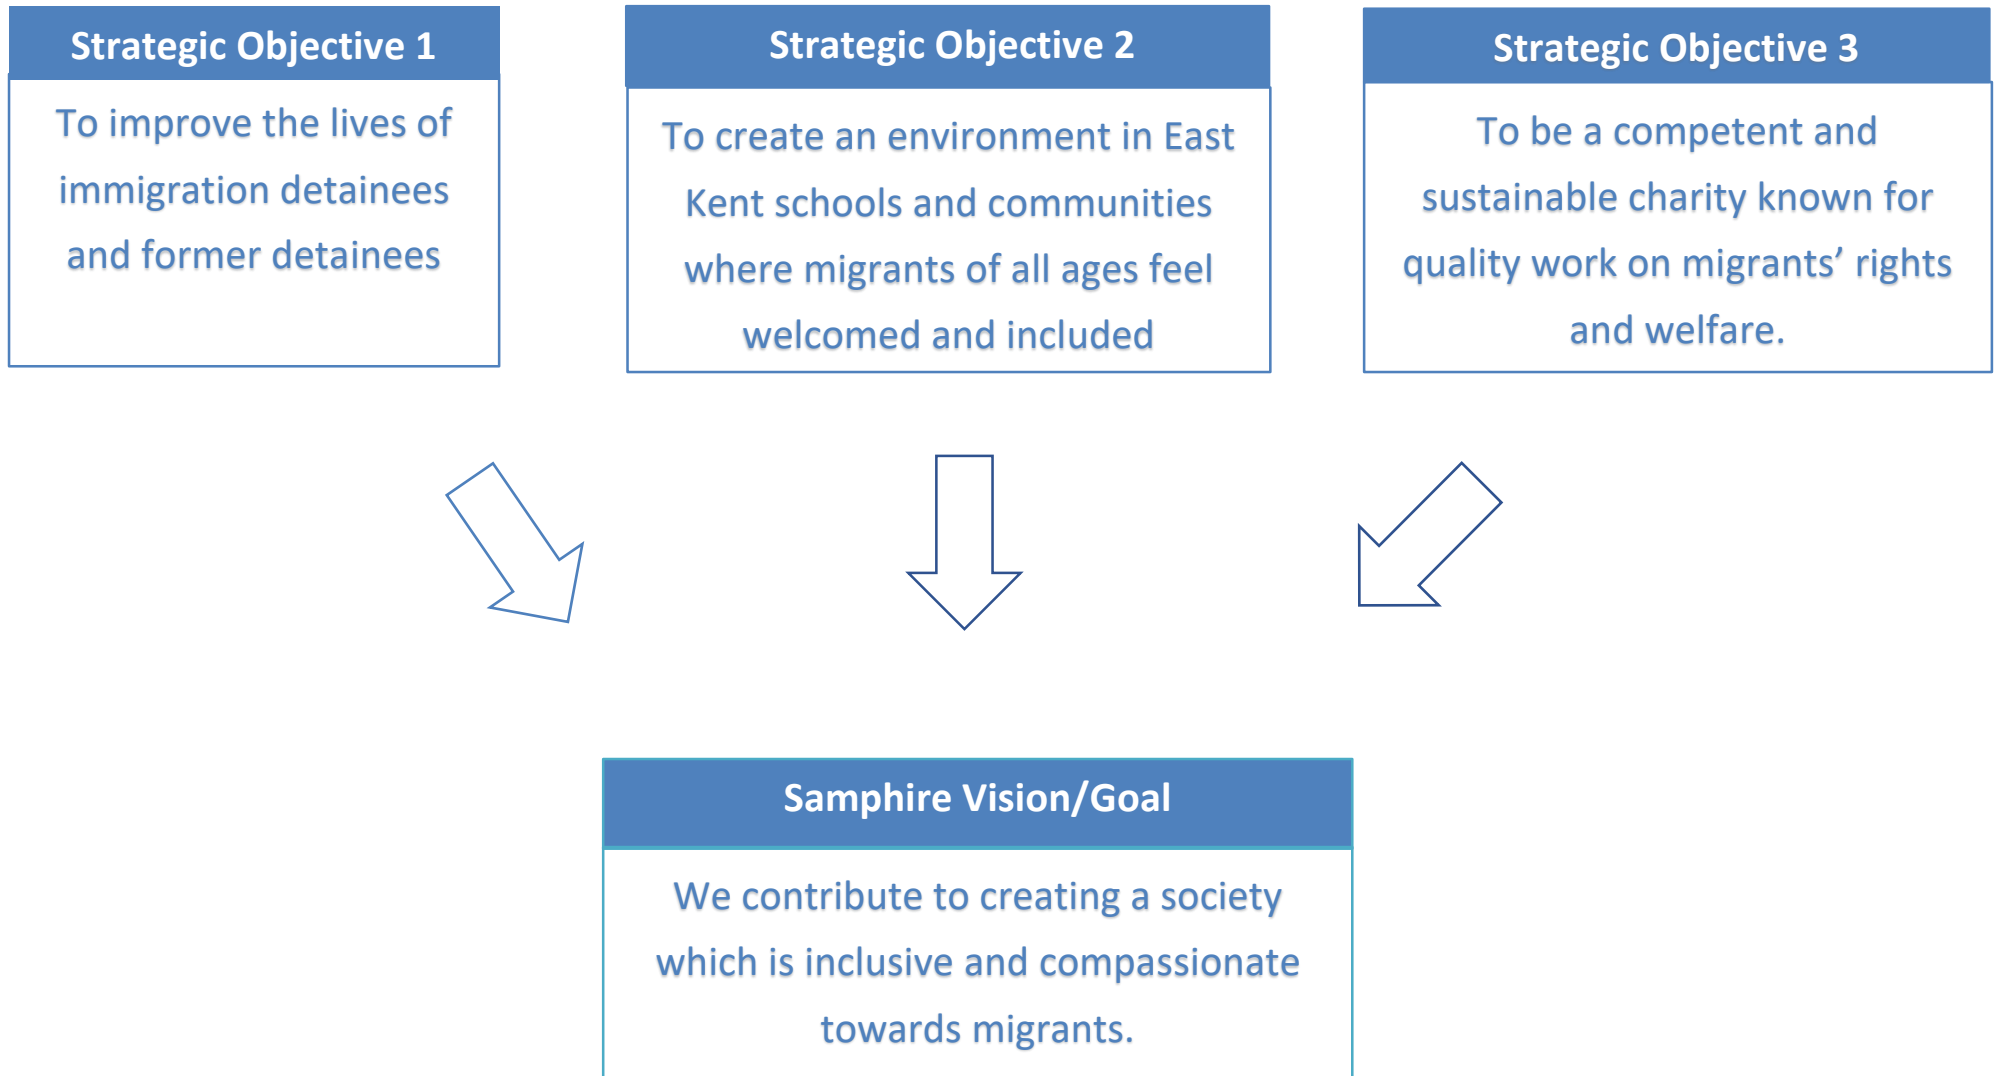 Strategic Objective 1
To improve the lives of
immigration detainees
and former detainees
Strategic Objective 2
To create an environment in East
Kent schools and communities
where migrants of all ages feel
welcomed and included
Strategic Objective 3
To be a competent and
sustainable charity known for
quality work on migrants’ rights
and welfare.
Samphire Vision/Goal
We contribute to creating a society
which is inclusive and compassionate
towards migrants.